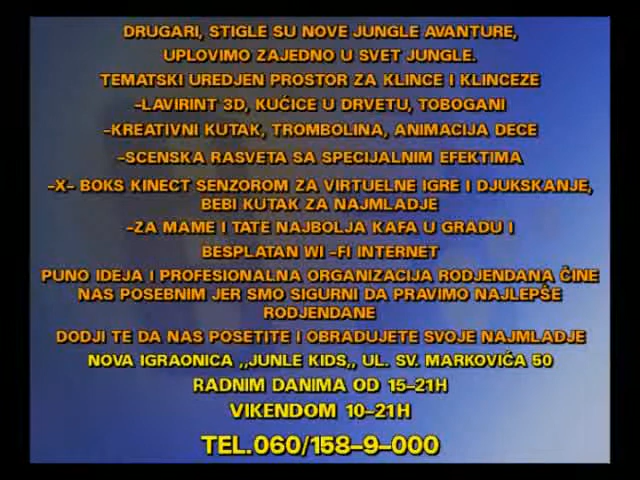 DRUGARI, STIGLE SU NOVE JUNGLE AVANTURE,
UPLOVIMO ZAJEDNO U SVET JUNGLE.
TEMATSKI UREDJEN PROSTOR ZA KLINCE I KLINCEZE
-LAVIRINT 3D, KUĆICE U DRVETU, TOBOGANI
-KREATIVNI KUTAK, TROMBOLINA, ANIMACIJA DECE
-SCENSKA RASVETA SA SPECIJALNIM EFEKTIMA
-X- BOKS KINECT SENZOROM ZA VIRTUELNE IGRE I DJUKSKANJE,
BEBI KUTAK ZA NAJMLADJE
-ZA MAME I TATE NAJBOLJA KAFA U GRADU I
BESPLATAN WI -FI INTERNET
PUNO IDEJA I PROFESIONALNA ORGANIZACIJA RODJENDANA ČINE
NAS POSEBNIM JER SMO SIGURNI DA PRAVIMO NAJLEPŠE
RODJENDANE
DODJI TE DA NAS POSETITE I OBRADUJETE SVOJE NAJMLADJE
NOVA IGRAONICA ,,JUNLE KIDS,, UL. SV. MARKOVIĆA 50
RADNIM DANIMA OD 15-21H
VIKENDOM 10-21H
TEL.060/158-9-000